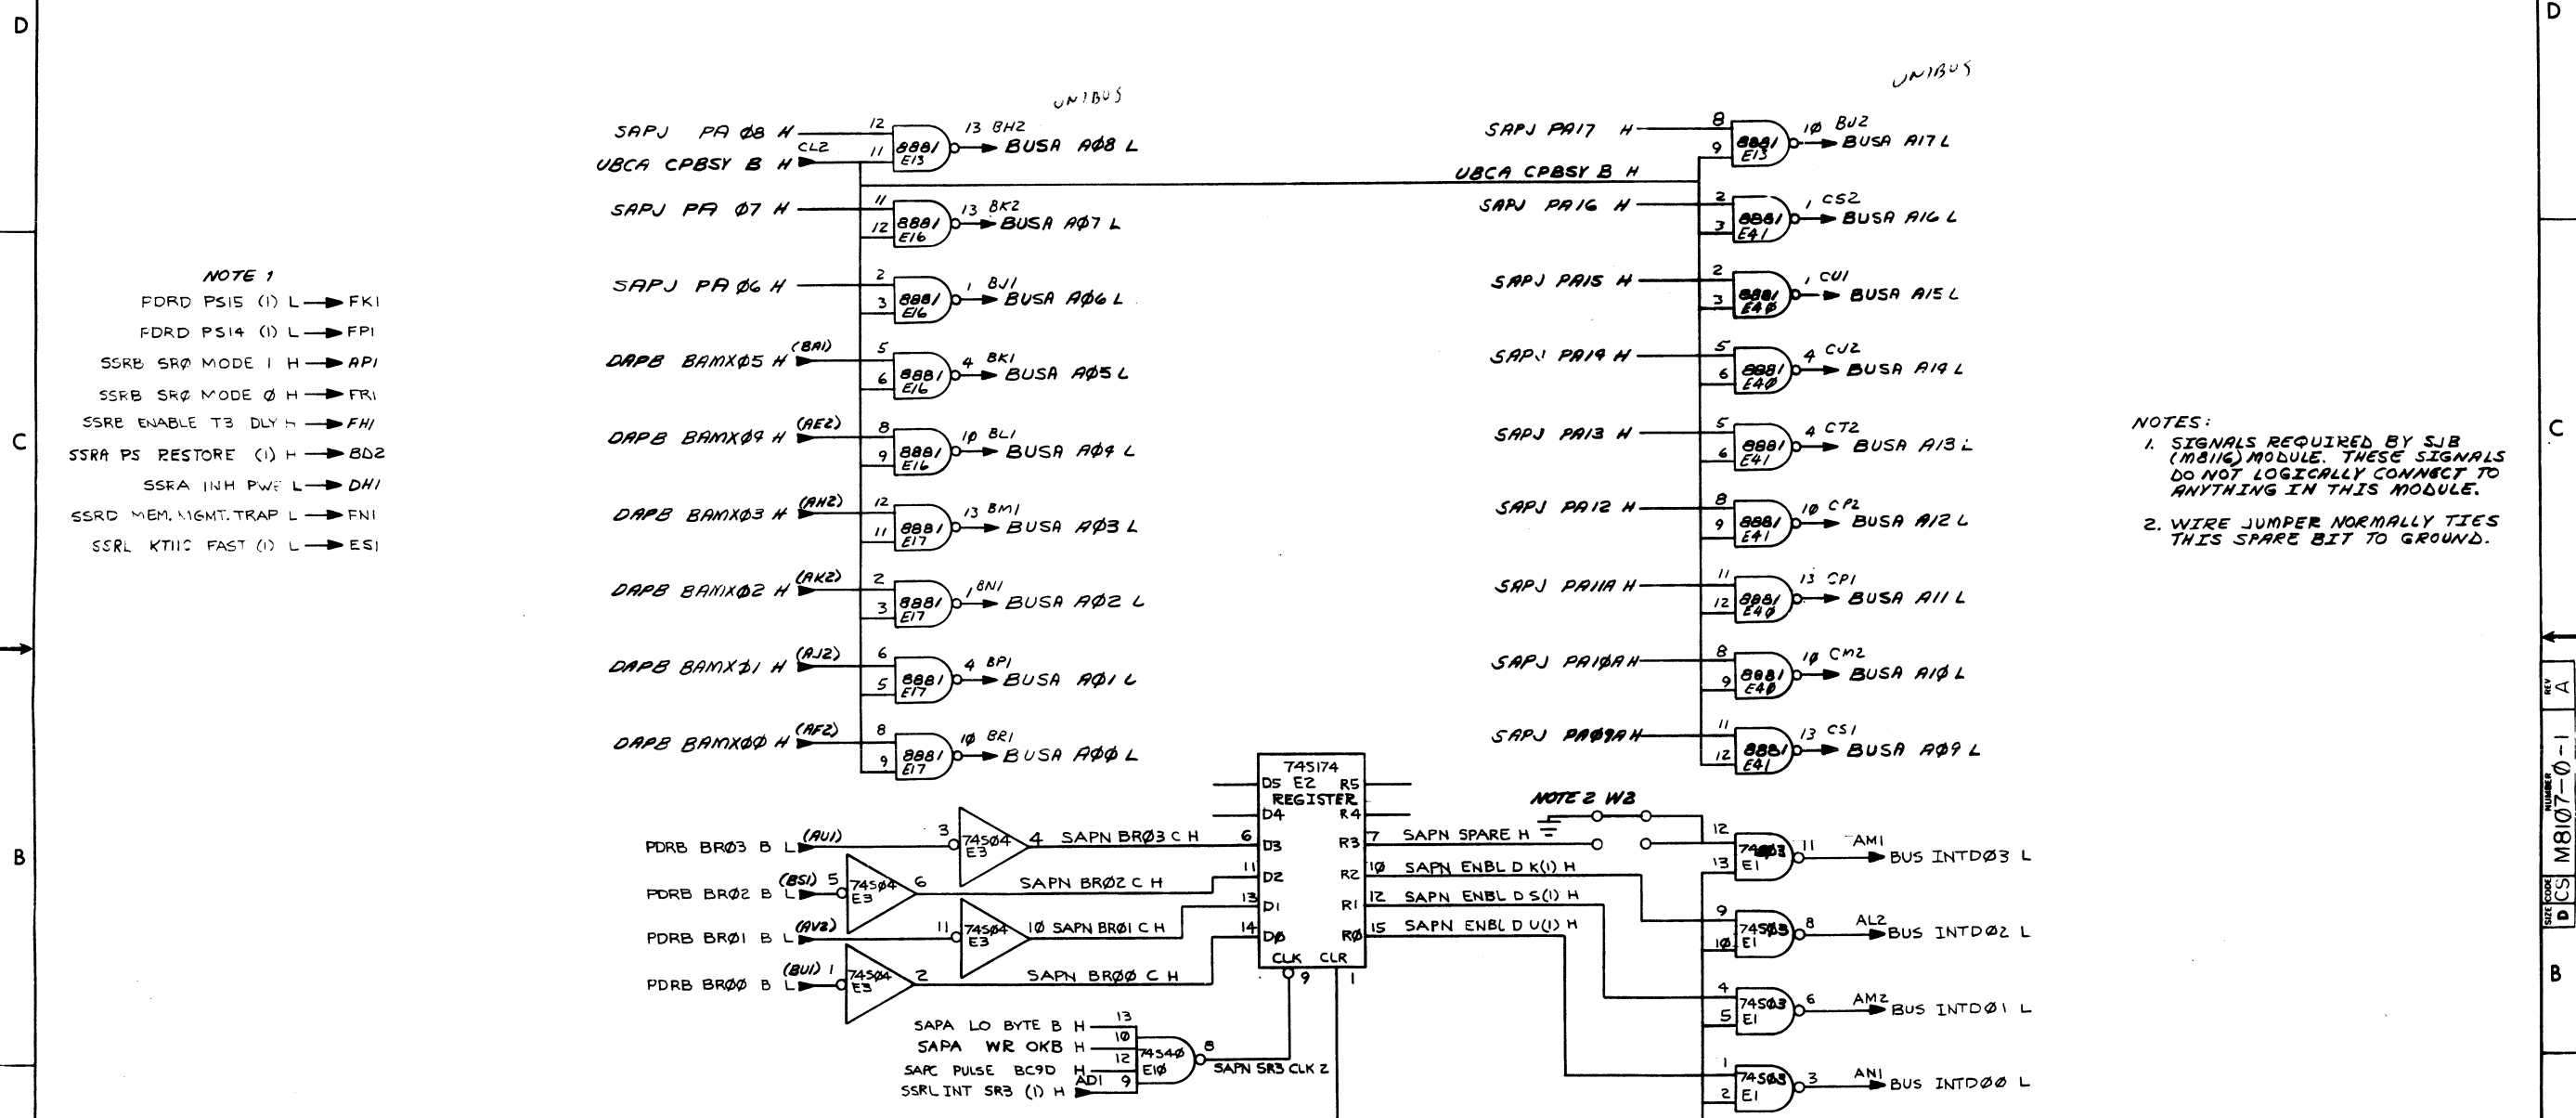 D
D
UNIBUS
UNIBUS
SAPJ PA Ø8 H
12
11
8881
E13
13 BH2
BUSA AØ8 L
UBCA CPBSY B H
CL2
SAPJ PA Ø7 H
11
12
8881
E16
13 BK2
BUSA AØ7 L
SAPJ PA Ø6 H
2
3
8881
E16
1 BJ1
BUSA AØ6 L
DAPB BAMXØ5 H
(BA1)
5
6
8881
E16
4 BK1
BUSA AØ5 L
DAPB BAMXØ4 H
(AE2)
8
9
8881
E16
1Ø BL1
BUSA AØ4 L
DAPB BAMXØ3 H
(AH2)
12
11
8881
E17
13 BM1
BUSA AØ3 L
DAPB BAMXØ2 H
(AK2)
2
3
8881
E17
1 BN1
BUSA AØ2 L
DAPB BAMXØ1 H
(AJ2)
6
5
8881
E17
4 BP1
BUSA AØ1 L
DAPB BAMXØØ H
(AF2)
8
9
8881
E17
1Ø BR1
BUSA AØØ L
SAPJ PA17 H
8
9
8881
E13
1Ø BJ2
BUSA A17 L
UBCA CPBSY B H
SAPJ PA16 H
2
3
8881
E41
1 CS2
BUSA A16 L
SAPJ PA15 H
2
3
8881
E4Ø
1 CU1
BUSA A15 L
SAPJ PA14 H
5
6
8881
E4Ø
4 CJ2
BUSA A14 L
SAPJ PA13 H
5
6
8881
E41
4 CT2
BUSA A13 L
SAPJ PA12 H
8
9
8881
E41
1Ø CP2
BUSA A12 L
SAPJ PA11A H
11
12
8881
E4Ø
13 CP1
BUSA A11 L
SAPJ PA1ØA H
8
9
8881
E4Ø
1Ø CM2
BUSA A1Ø L
SAPJ PAØ9A H
11
12
8881
E41
13 CS1
BUSA AØ9 L
NOTE 1
PDRD PS15 (1) L FK1
PDRD PS14 (1) L FP1
SSRB SRØ MODE 1 H AP1
SSRB SRØ MODE Ø H FR1
SSRB ENABLE T3 DLY H FH1
SSRA PS RESTORE (1) H BD2
SSRA INH PWE L DH1
SSRD MEM. MGMT. TRAP L FN1
SSRL KT11C FAST (1) L ES1
C
C
NOTES:
1. SIGNALS REQUIRED BY SJB
(M8116) MODULE. THESE SIGNALS
DO NOT LOGICALLY CONNECT TO
ANYTHING IN THIS MODULE.
2. WIRE JUMPER NORMALLY TIES
THIS SPARE BIT TO GROUND.
PDRB BRØ3 B L
(AU1)
3
74SØ4
E3
4 SAPN BRØ3 C H
6
PDRB BRØ2 B L
(BS1) 5
74SØ4
E3
6
SAPN BRØ2 C H
11
PDRB BRØ1 B L
(AV2)
11
74SØ4
E3
1Ø SAPN BRØ1 C H
13
PDRB BRØØ B L
(BU1) 1
74SØ4
E3
2
SAPN BRØØ C H
14
74S174
D5 E2 R5
REGISTER
D4 R4
D3 R3
D2 R2
D1 R1
DØ RØ
CLK CLR
9 1
7 SAPN SPARE H
1Ø SAPN ENBL D K(1) H
12 SAPN ENBL D S(1) H
15 SAPN ENBL D U(1) H
NOTE 2 W2
12
13
74SØ3
E1
11 AM1
BUS INTDØ3 L
9
1Ø
74SØ3
E1
8 AL2
BUS INTDØ2 L
4
5
74SØ3
E1
6 AM2
BUS INTDØ1 L
1
2
74SØ3
E1
3 AN1
BUS INTDØØ L
SAPA LO BYTE B H 13
SAPA WR OKB H 1Ø
SAPC PULSE BC9D H 12
SSRL INT SR3 (1) H AD1 9
74S4Ø
E1Ø
8
SAPN SR3 CLK 2
B
B
SIZE D
CODE CS
NUMBER M8107-Ø-1
REV A